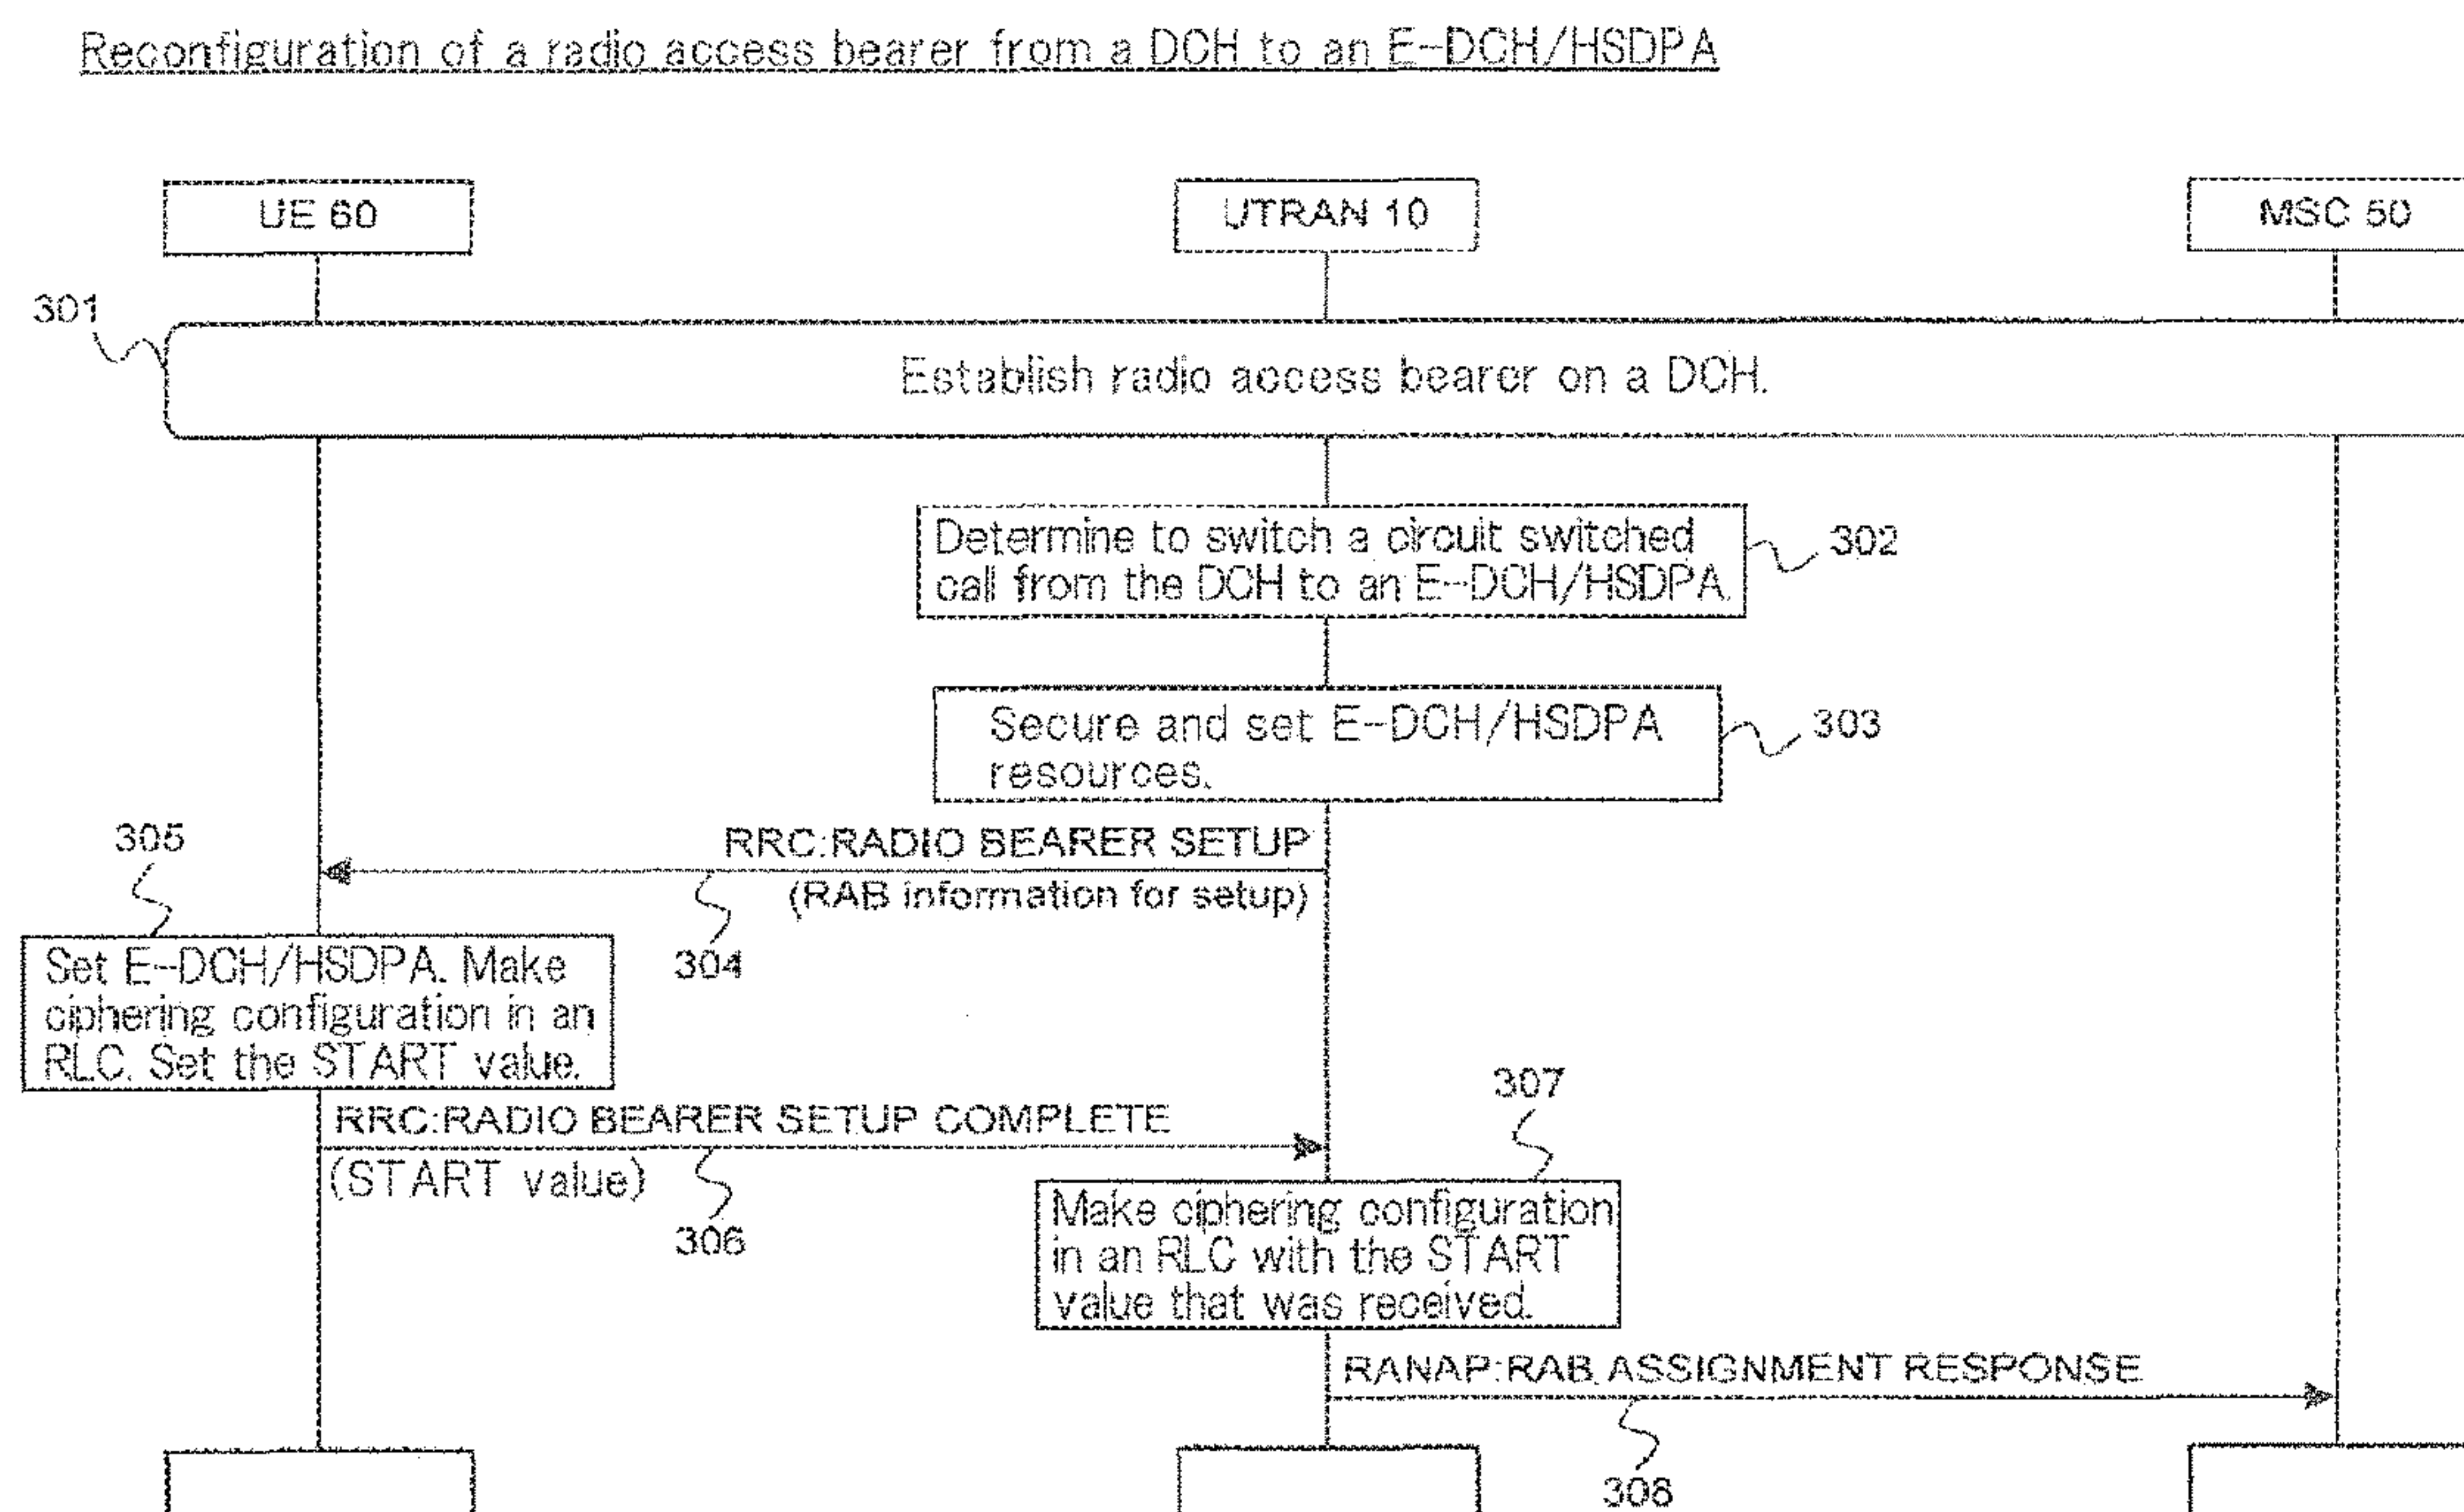 Reconfiguration of a radio access bearer from a DCH to an E-DCH/HSDPA
UE 60
UTRAN 10
MSC 50
301
Establish radio access bearer on a DCH.
Determine to switch a circuit switched
call from the DCH to an E-DCH/HSDPA.
302
Secure and set E-DCH/HSDPA
resources.
303
305
RRC:RADIO BEARER SETUP
(RAB information for setup)
304
Set E-DCH/HSDPA. Make
ciphering configuration in an
RLC. Set the START value.
RRC:RADIO BEARER SETUP COMPLETE
(START value)
306
307
Make ciphering configuration
in an RLC with the START
value that was received.
RANAP:RAB ASSIGNMENT RESPONSE
308